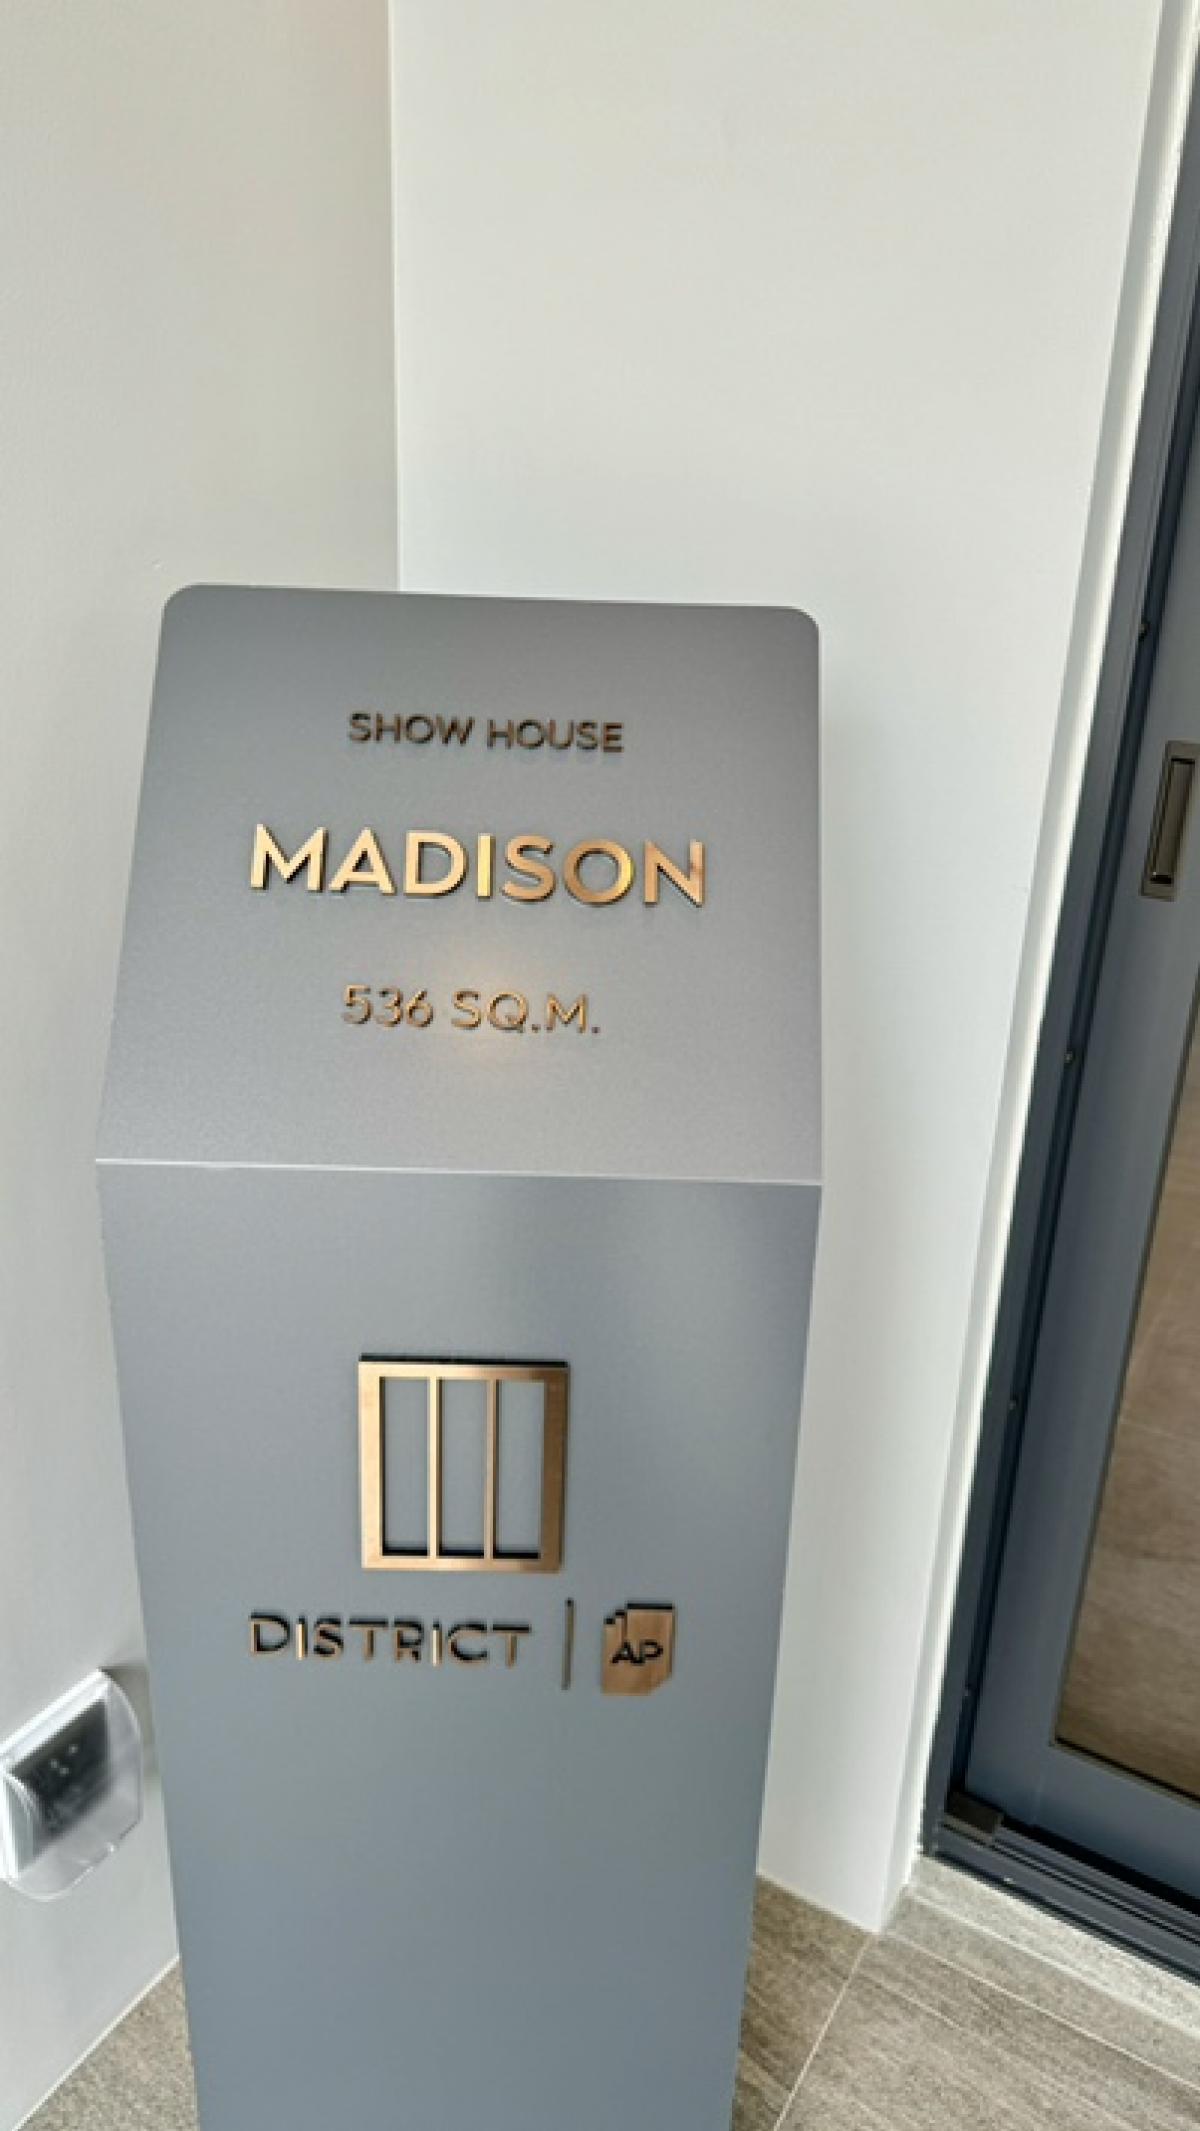 SHOW HOUSE
MADISON
536 SQ.M.
DISTRICT | AP